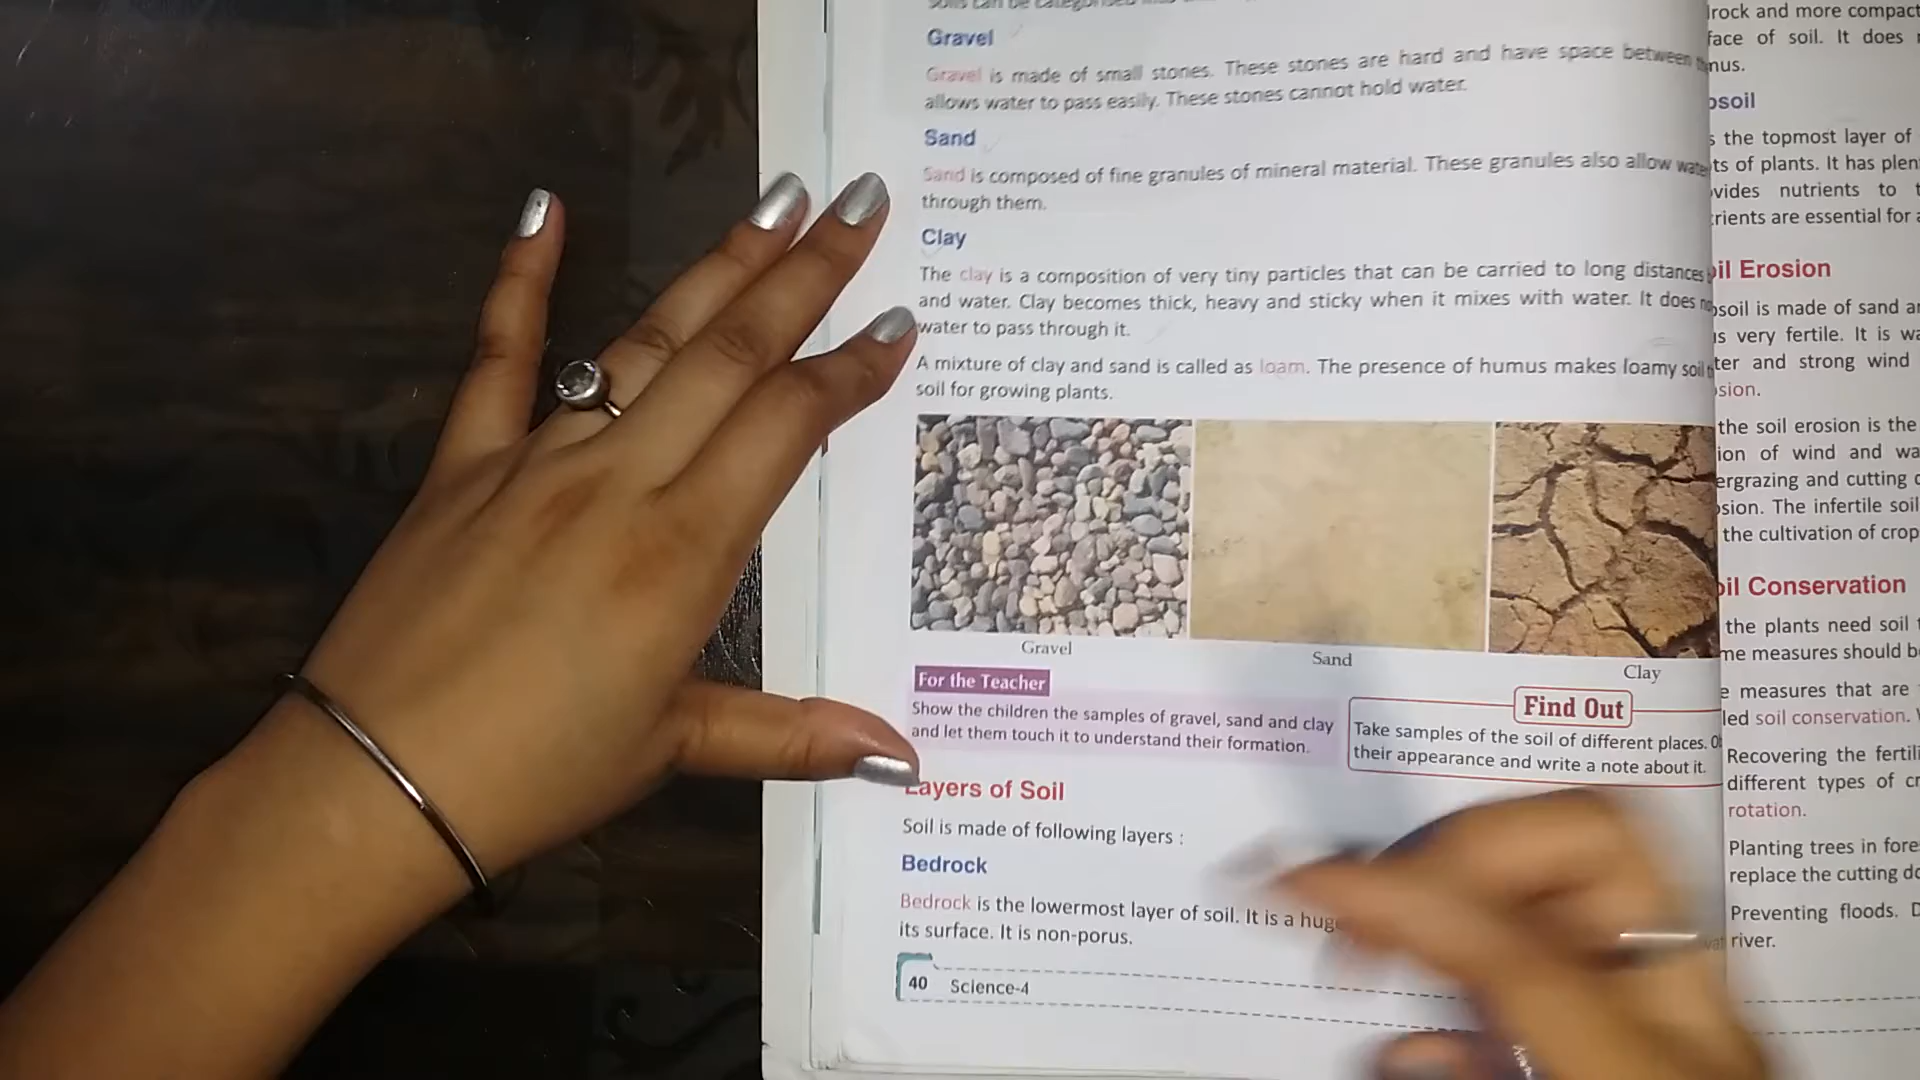 Gravel
Gravel is made of small stones. These stones are hard and have space between
allows water to pass easily. These stones cannot hold water.
Sand
Sand is composed of fine granules of mineral material. These granules also allow
through them.
Clay
The clay is a composition of very tiny particles that can be carried to long distances
and water. Clay becomes thick, heavy and sticky when it mixes with water. It does
water to pass through it.
A mixture of clay and sand is called as loam. The presence of humus makes loamy soil
soil for growing plants.
Gravel
Sand
Clay
For the Teacher
Show the children the samples of gravel, sand and clay
and let them touch it to understand their formation.
Find Out
Take samples of the soil of different places.
their appearance and write a note about it.
Layers of Soil
Soil is made of following layers :
Bedrock
Bedrock is the lowermost layer of soil. It is a
its surface. It is non-porus.
40 Science-4
rock and more compact
face of soil. It does
nus.
osoil
the topmost layer of
ts of plants. It has
vides nutrients to
rients are essential for
il Erosion
osoil is made of sand
is very fertile. It is
ter and strong wind
sion.
the soil erosion is the
ion of wind and
ergrazing and cutting
sion. The infertile soil
the cultivation of crop
il Conservation
the plants need soil
me measures should
measures that are
led soil conservation.
Recovering the
different types of
rotation.
Planting trees in
replace the cutting
Preventing floods.
river.